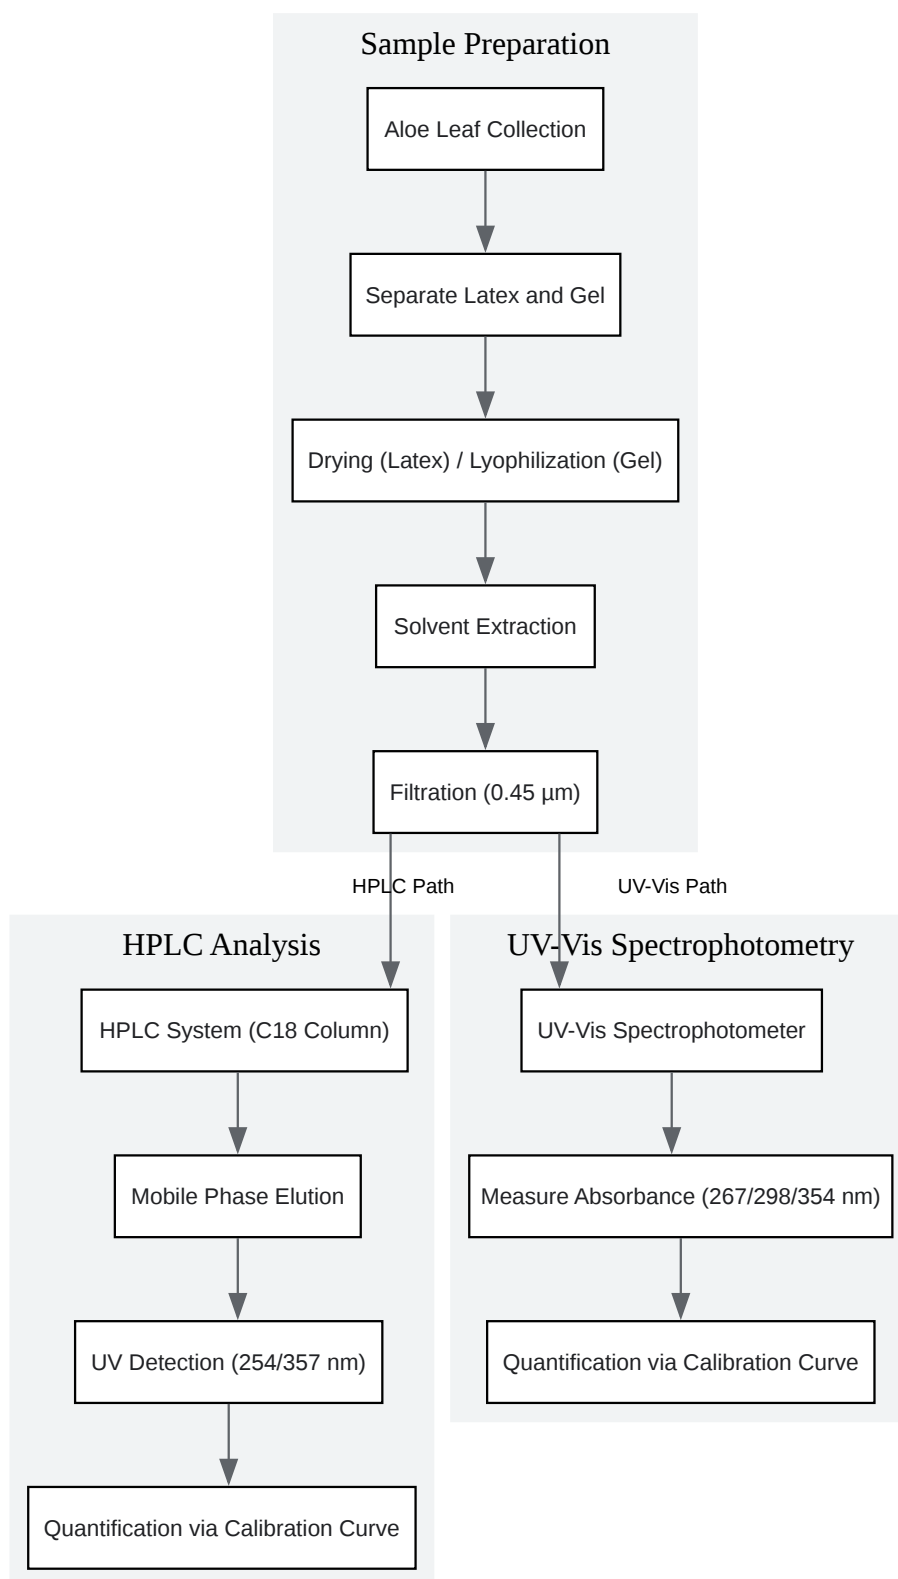 Sample Preparation
Aloe Leaf Collection
Separate Latex and Gel
Drying (Latex) / Lyophilization (Gel)
Solvent Extraction
Filtration (0.45 µm)
HPLC Path
UV-Vis Path
HPLC Analysis
HPLC System (C18 Column)
Mobile Phase Elution
UV Detection (254/357 nm)
Quantification via Calibration Curve
UV-Vis Spectrophotometry
UV-Vis Spectrophotometer
Measure Absorbance (267/298/354 nm)
Quantification via Calibration Curve